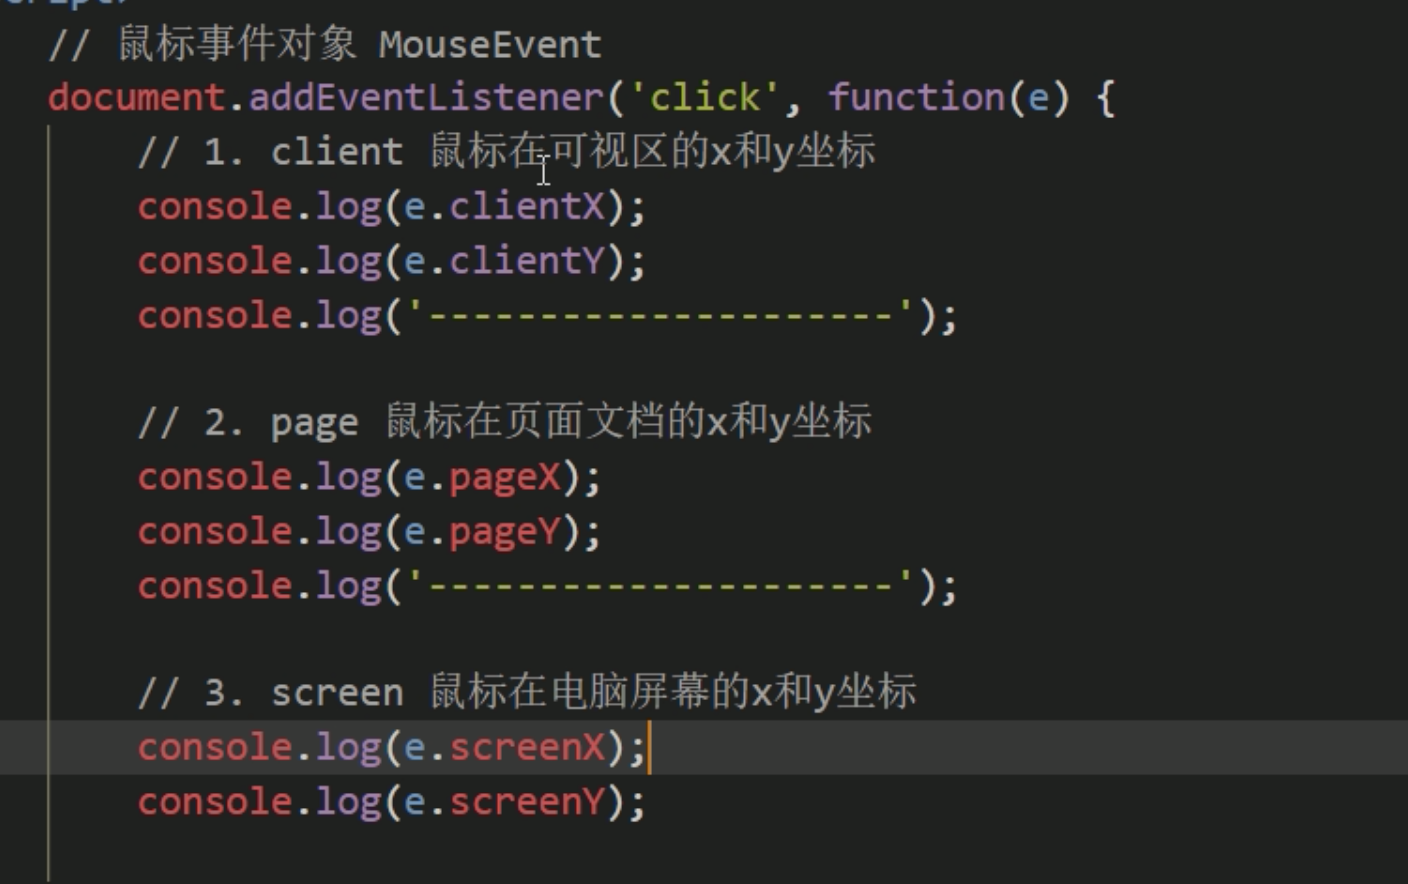 // 鼠标事件对象 MouseEvent
document.addEventListener('click', function(e) {
// 1. client 鼠标在可视区的x和y坐标
console.log(e.clientX);
console.log(e.clientY);
console.log('---------------------');
// 2. page 鼠标在页面文档的x和y坐标
console.log(e.pageX);
console.log(e.pageY);
console.log('---------------------');
// 3. screen 鼠标在电脑屏幕的x和y坐标
console.log(e.screenX);
console.log(e.screenY);